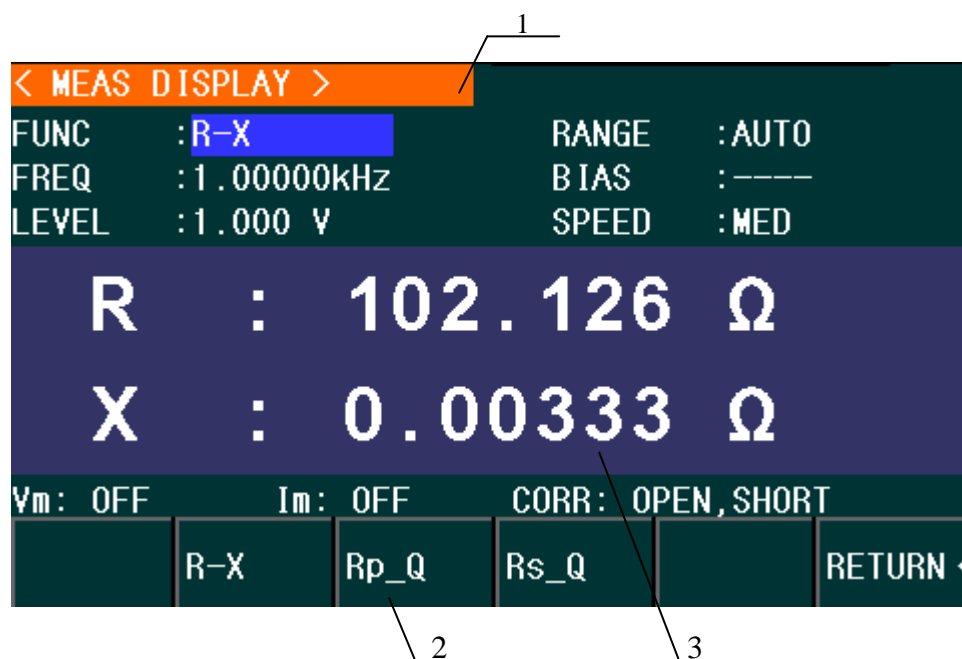 1
< MEAS DISPLAY >
FUNC :R-X RANGE :AUTO
FREQ :1.00000kHz BIAS :----
LEVEL :1.000 V SPEED :MED
R : 102.126 Ω
X : 0.00333 Ω
Vm: OFF Im: OFF CORR: OPEN,SHORT
R-X Rp_Q Rs_Q RETURN
2 3